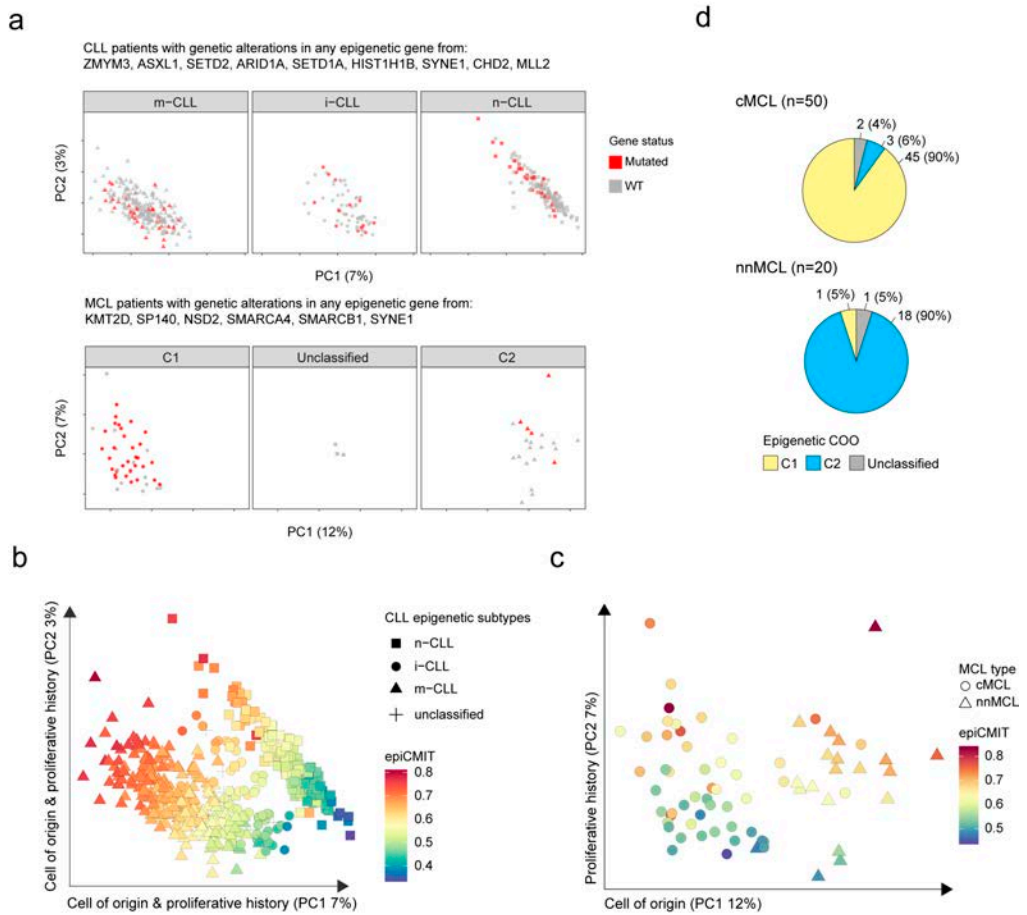 a
CLL patients with genetic alterations in any epigenetic gene from:
ZMYM3, ASXL1, SETD2, ARID1A, SETD1A, HIST1H1B, SYNE1, CHD2, MLL2
m-CLL
i-CLL
n-CLL
PC2 (3%)
PC1 (7%)
Gene status
Mutated
WT
MCL patients with genetic alterations in any epigenetic gene from:
KMT2D, SP140, NSD2, SMARCA4, SMARCB1, SYNE1
C1
Unclassified
C2
PC2 (7%)
PC1 (12%)
d
cMCL (n=50)
2 (4%)
3 (6%)
45 (90%)
nnMCL (n=20)
1 (5%)
1 (5%)
18 (90%)
Epigenetic COO
C1
C2
Unclassified
b
Cell of origin & proliferative history (PC2 3%)
Cell of origin & proliferative history (PC1 7%)
CLL epigenetic subtypes
n-CLL
i-CLL
m-CLL
unclassified
epiCMIT
0.8
0.7
0.6
0.5
0.4
c
Proliferative history (PC2 7%)
Cell of origin (PC1 12%)
MCL type
cMCL
nnMCL
epiCMIT
0.8
0.7
0.6
0.5